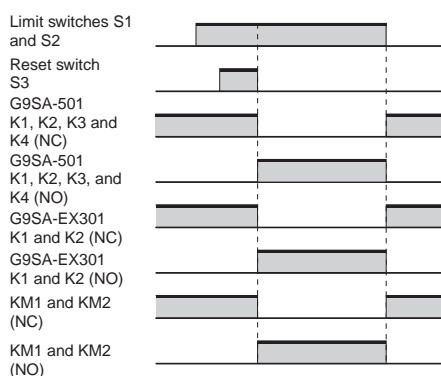 Limit switches S1
and S2
Reset switch
S3
G9SA-501
K1, K2, K3 and
K4 (NC)
G9SA-501
K1, K2, K3, and
K4 (NO)
G9SA-EX301
K1 and K2 (NC)
G9SA-EX301
K1 and K2 (NO)
KM1 and KM2
(NC)
KM1 and KM2
(NO)